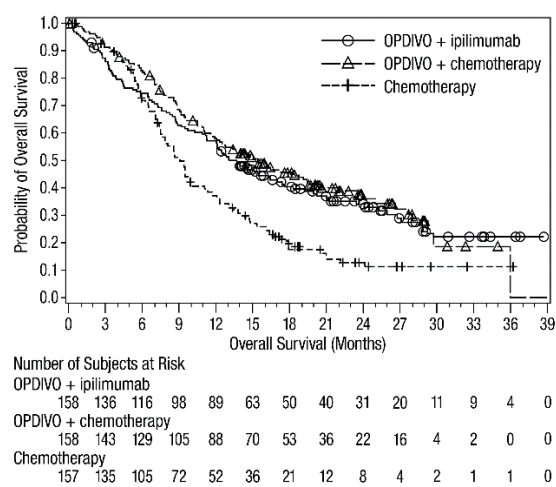 1.0
0.9
0.8
0.7
0.6
0.5
0.4
0.3
0.2
0.1
0.0
Probability of Overall Survival
OPDIVO + ipilimumab
OPDIVO + chemotherapy
Chemotherapy
0 3 6 9 12 15 18 21 24 27 30 33 36 39
Overall Survival (Months)
Number of Subjects at Risk
OPDIVO + ipilimumab
158 136 116 98 89 63 50 40 31 20 11 9 4 0
OPDIVO + chemotherapy
158 143 129 105 88 70 53 36 22 16 4 2 0 0
Chemotherapy
157 135 105 72 52 36 21 12 8 4 2 1 1 0